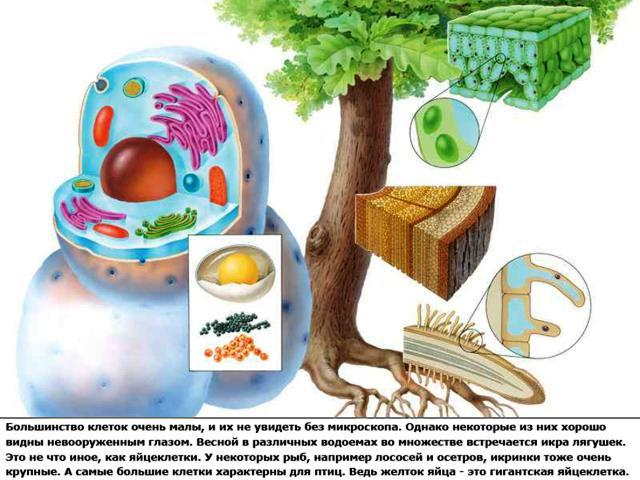 Большинство клеток очень малы, и их не увидеть без микроскопа. Однако некоторые из них хорошо
видны невооруженным глазом. Весной в различных водоемах во множестве встречается икра лягушек.
Это не что иное, как яйцеклетки. У некоторых рыб, например лососей и осетров, икринки тоже очень
крупные. А самые большие клетки характерны для птиц. Ведь желток яйца - это гигантская яйцеклетка.